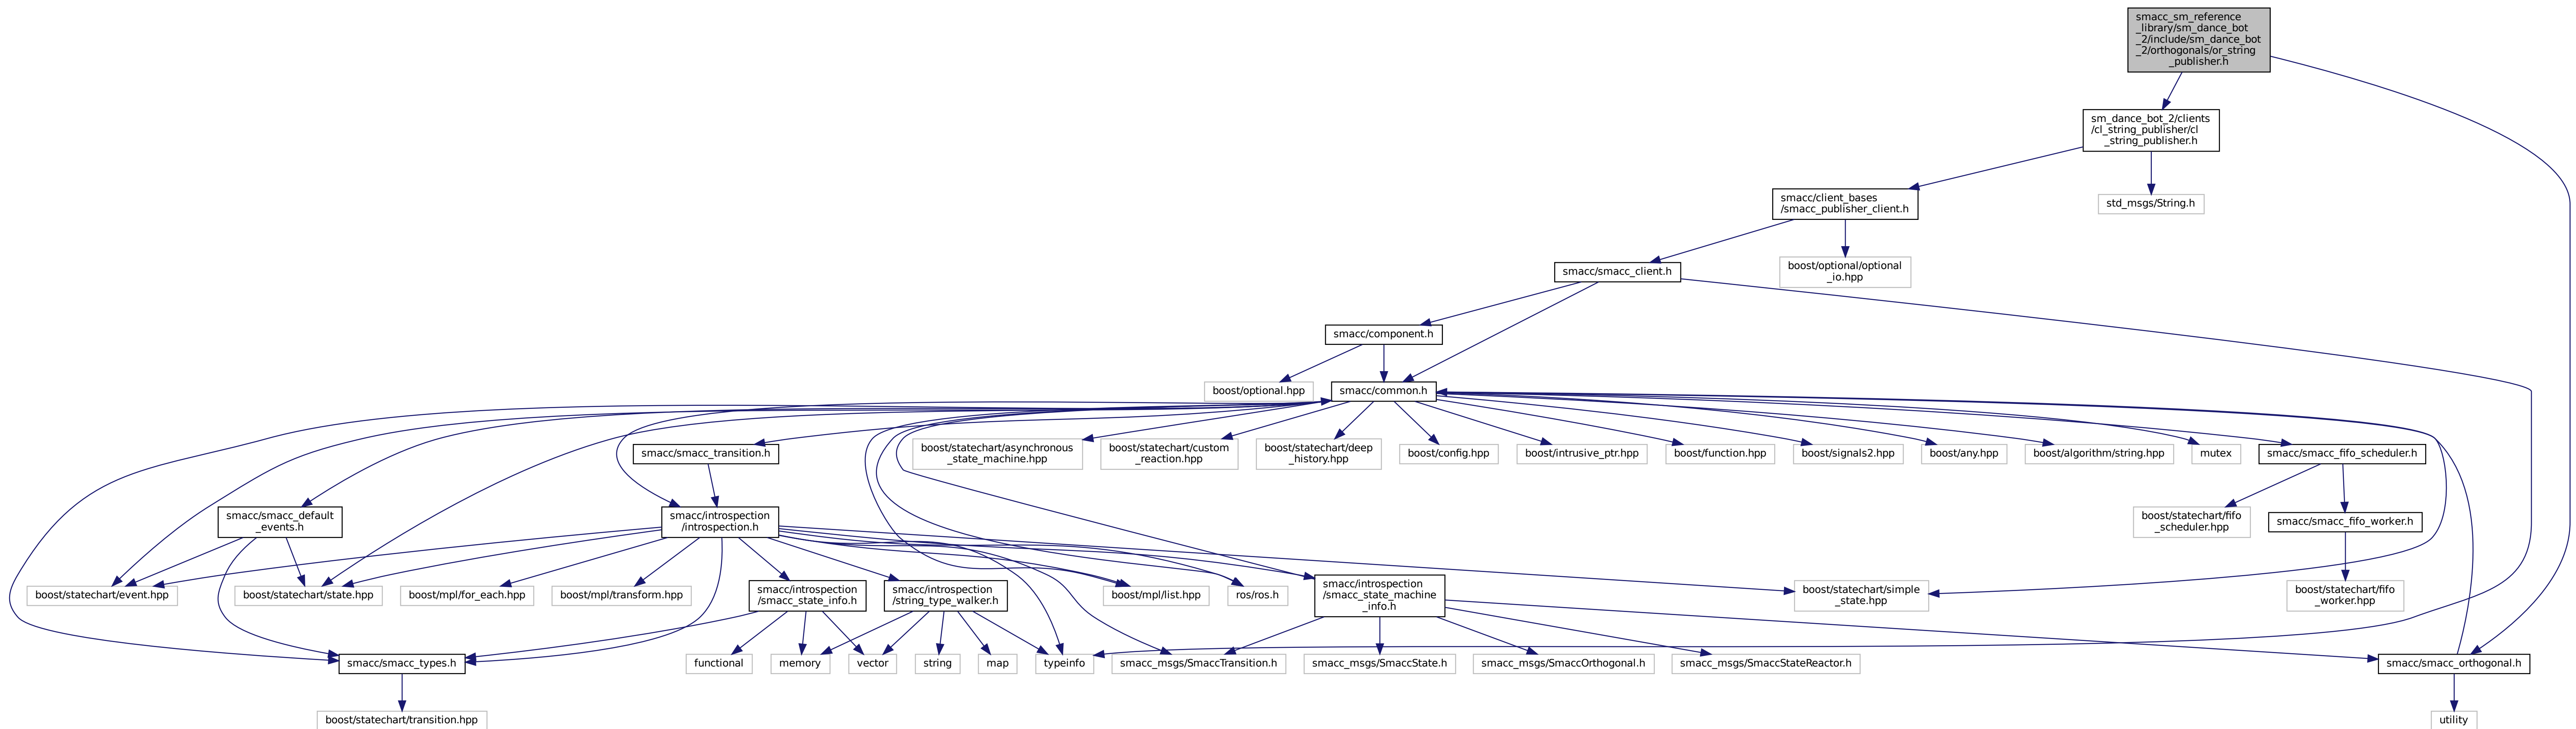 smacc_sm_reference
_library/sm_dance_bot
_2/include/sm_dance_bot
_2/orthogonals/or_string
_publisher.h
sm_dance_bot_2/clients
/cl_string_publisher/cl
_string_publisher.h
smacc/client_bases
/smacc_publisher_client.h
std_msgs/String.h
smacc/smacc_client.h
boost/optional/optional
_io.hpp
smacc/component.h
boost/optional.hpp
smacc/common.h
smacc/smacc_transition.h
boost/statechart/asynchronous
_state_machine.hpp
boost/statechart/custom
_reaction.hpp
boost/statechart/deep
_history.hpp
boost/config.hpp
boost/intrusive_ptr.hpp
boost/function.hpp
boost/signals2.hpp
boost/any.hpp
boost/algorithm/string.hpp
mutex
smacc/smacc_fifo_scheduler.h
smacc/smacc_default
_events.h
smacc/introspection
/introspection.h
boost/statechart/fifo
_scheduler.hpp
smacc/smacc_fifo_worker.h
boost/statechart/event.hpp
boost/statechart/state.hpp
boost/mpl/for_each.hpp
boost/mpl/transform.hpp
smacc/introspection
/smacc_state_info.h
smacc/introspection
/string_type_walker.h
boost/mpl/list.hpp
ros/ros.h
smacc/introspection
/smacc_state_machine
_info.h
boost/statechart/simple
_state.hpp
boost/statechart/fifo
_worker.hpp
smacc/smacc_types.h
functional
memory
vector
string
map
typeinfo
smacc_msgs/SmaccTransition.h
smacc_msgs/SmaccState.h
smacc_msgs/SmaccOrthogonal.h
smacc_msgs/SmaccStateReactor.h
smacc/smacc_orthogonal.h
boost/statechart/transition.hpp
utility